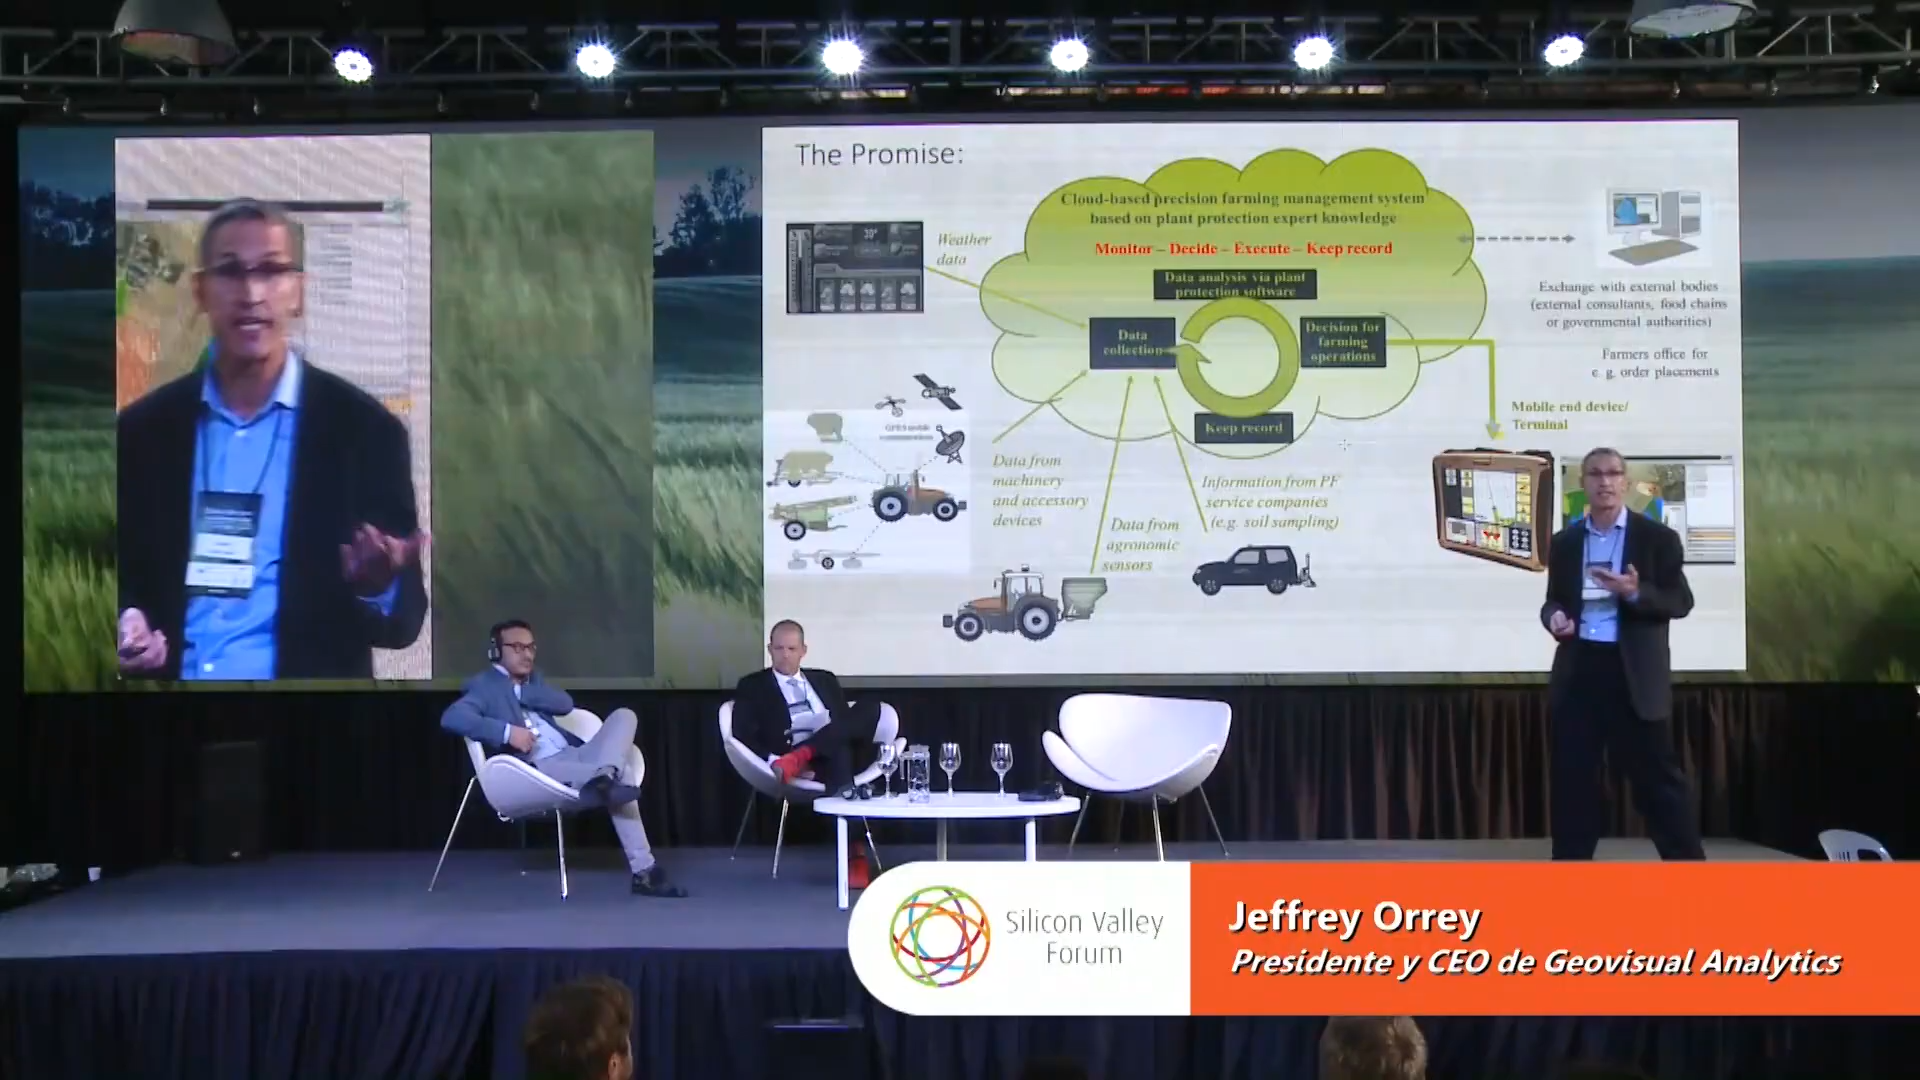 The Promise:
Cloud-based precision farming management system
based on plant protection expert knowledge
Monitor – Decide – Execute – Keep record
Data analysis via plant
protection software
Weather
data
30°
Data
collection
Decision for
farming
operations
Keep record
Exchange with external bodies
(external consultants, food chains
or governmental authorities)
Farmers office for
e. g. order placements
Mobile end device/
Terminal
Data from
machinery
and accessory
devices
Data from
agronomic
sensors
Information from PF
service companies
(e.g. soil sampling)
Silicon Valley
Forum
Jeffrey Orrey
Presidente y CEO de Geovisual Analytics